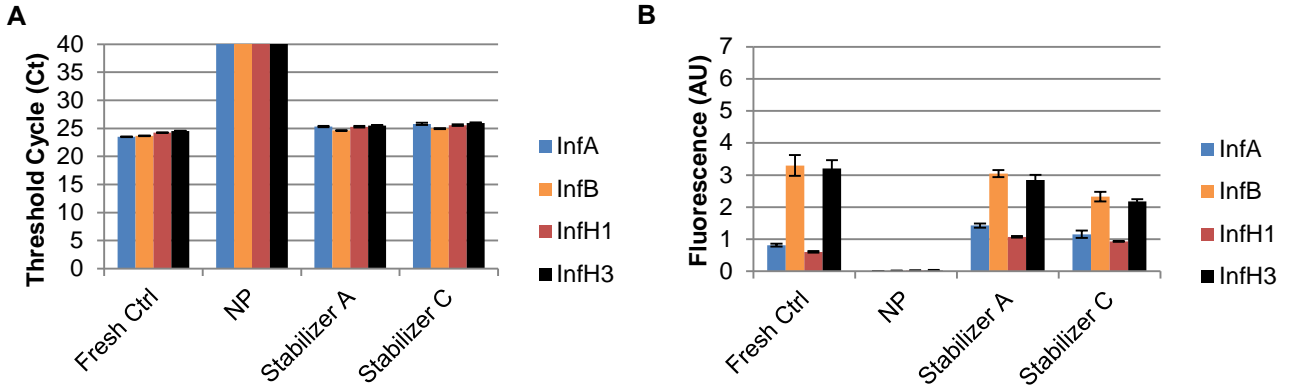 A
Threshold Cycle (Ct)
40
35
30
25
20
15
10
5
0
Fresh Ctrl
NP
Stabilizer A
Stabilizer C
InfA
InfB
InfH1
InfH3
B
Fluorescence (AU)
7
6
5
4
3
2
1
0
Fresh Ctrl
NP
Stabilizer A
Stabilizer C
InfA
InfB
InfH1
InfH3